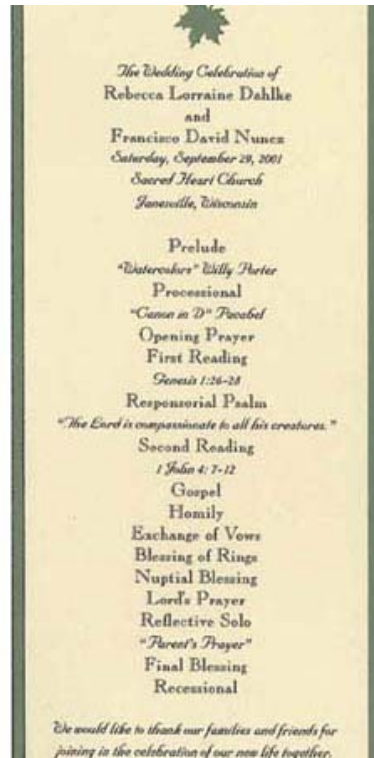 The Wedding Celebration of
Rebecca Lorraine Dahlke
and
Francisco David Nunez
Saturday, September 29, 2001
Sacred Heart Church
Janesville, Wisconsin
Prelude
"Watercolors" Willy Porter
Processional
"Canon in D" Pacabel
Opening Prayer
First Reading
Genesis 1:26-28
Responsorial Psalm
"The Lord is compassionate to all his creatures."
Second Reading
1 John 4: 7-12
Gospel
Homily
Exchange of Vows
Blessing of Rings
Nuptial Blessing
Lord's Prayer
Reflective Solo
"Parent's Prayer"
Final Blessing
Recessional
We would like to thank our families and friends for
joining in the celebration of our new life together.